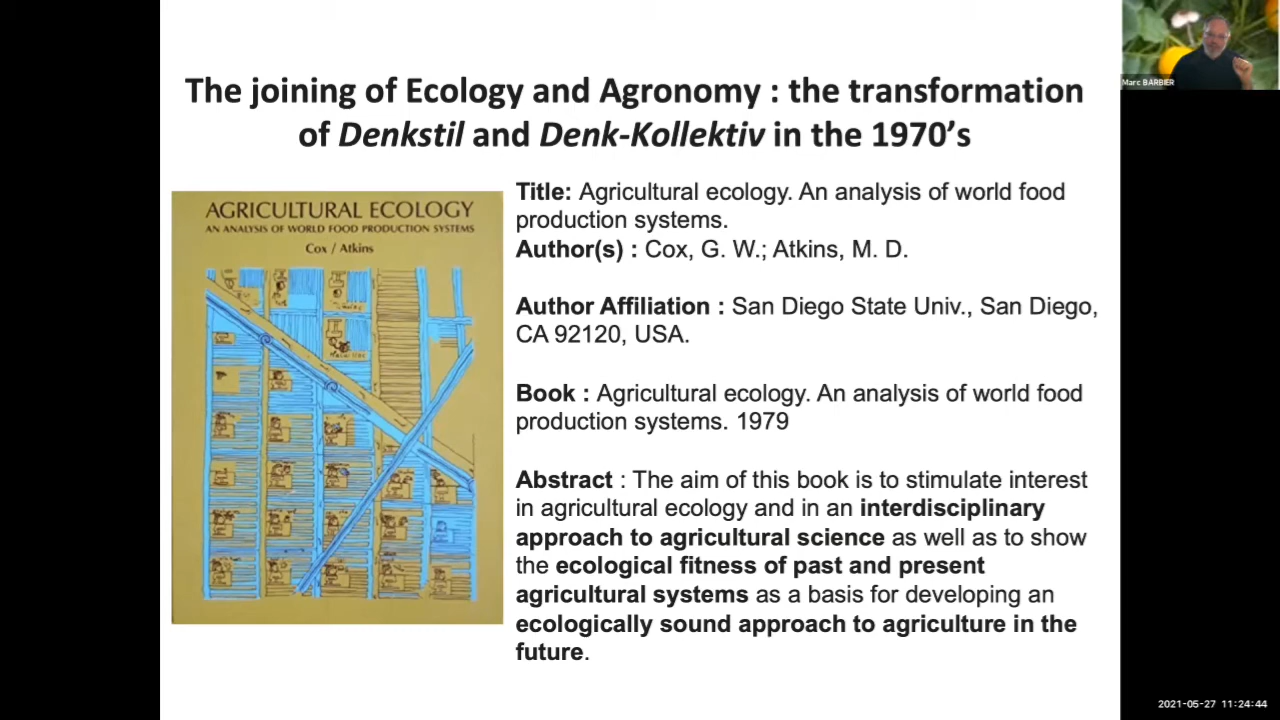 Marc BARBIER
The joining of Ecology and Agronomy : the transformation
of Denkstil and Denk-Kollektiv in the 1970's
AGRICULTURAL ECOLOGY
AN ANALYSIS OF WORLD FOOD PRODUCTION SYSTEMS
Cox / Atkins
Title: Agricultural ecology. An analysis of world food
production systems.
Author(s) : Cox, G. W.; Atkins, M. D.
Author Affiliation : San Diego State Univ., San Diego,
CA 92120, USA.
Book : Agricultural ecology. An analysis of world food
production systems. 1979
Abstract : The aim of this book is to stimulate interest
in agricultural ecology and in an interdisciplinary
approach to agricultural science as well as to show
the ecological fitness of past and present
agricultural systems as a basis for developing an
ecologically sound approach to agriculture in the
future.
2021-05-27 11:24:44